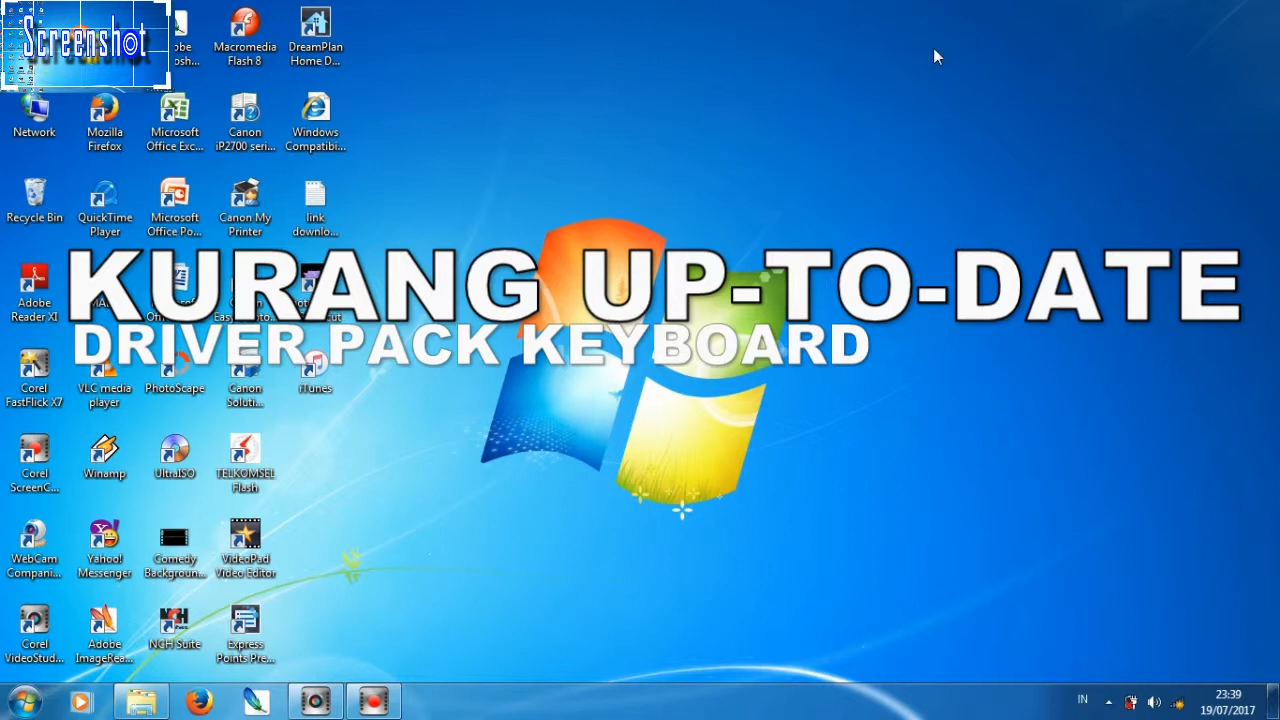 Screenshot
Macromedia
Flash 8
DreamPlan
Home D...
Network
Mozilla
Firefox
Microsoft
Office Exc...
Canon
iP2700 seri...
Windows
Compatibi...
Recycle Bin
QuickTime
Player
Microsoft
Office Po...
Canon My
Printer
link
downlo...
KURANG UP-TO-DATE
DRIVER PACK KEYBOARD
Adobe
Reader XI
Corel
FastFlick X7
VLC media
player
PhotoScape
Canon
Soluti...
iTunes
Corel
ScreenC...
Winamp
UltraISO
TELKOMSEL
Flash
WebCam
Compani...
Yahoo!
Messenger
Comedy
Backgroun...
VideoPad
Video Editor
Corel
VideoStud...
Adobe
ImageRea...
NCH Suite
Express
Points Pre...
IN
23:39
19/07/2017